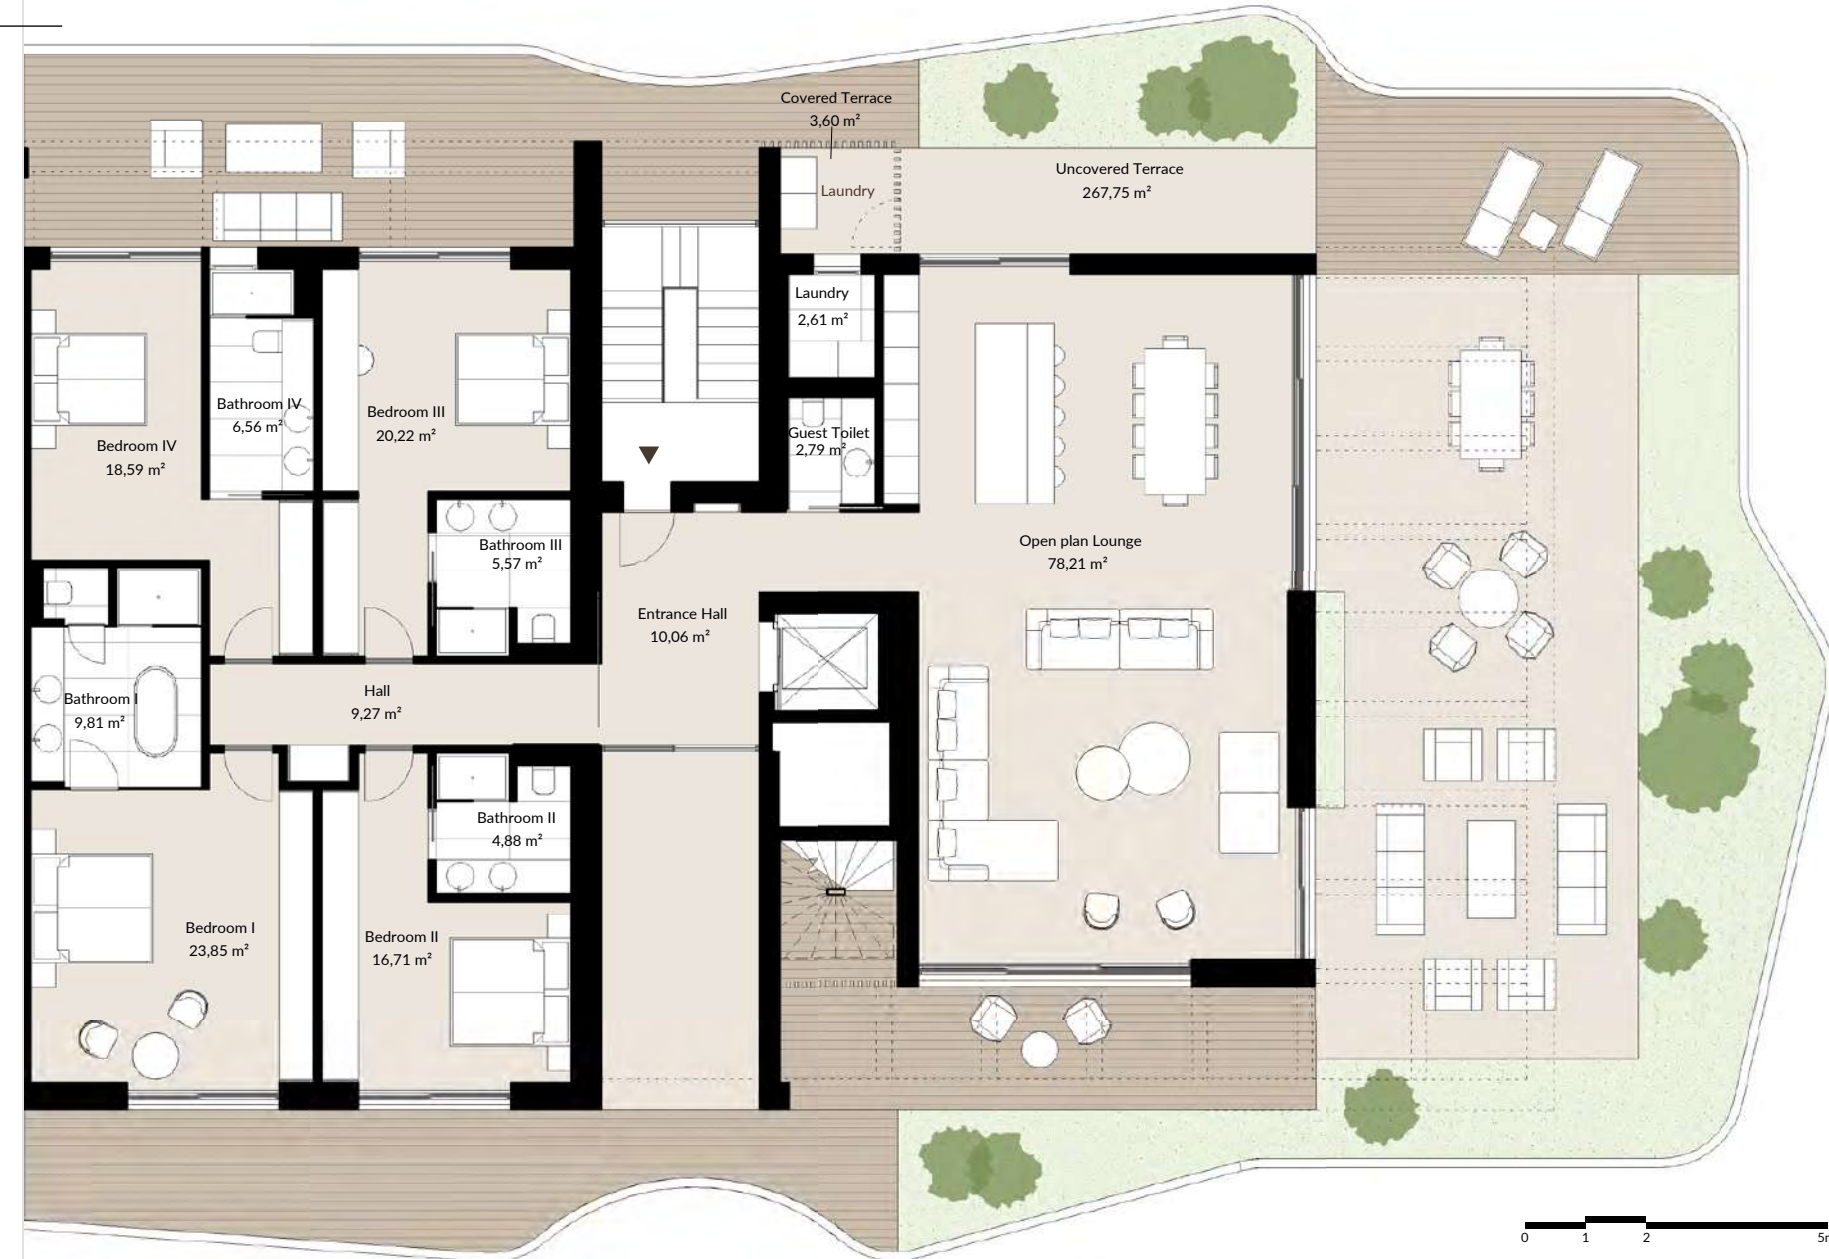 Covered Terrace
3,60 m²
Laundry
Uncovered Terrace
267,75 m²
Laundry
2,61 m²
Bathroom IV
6,56 m²
Bedroom III
20,22 m²
Guest Toilet
2,79 m²
Bedroom IV
18,59 m²
Bathroom III
5,57 m²
Open plan Lounge
78,21 m²
Entrance Hall
10,06 m²
Hall
9,27 m²
Bathroom I
9,81 m²
Bathroom II
4,88 m²
Bedroom I
23,85 m²
Bedroom II
16,71 m²
0 1 2 5